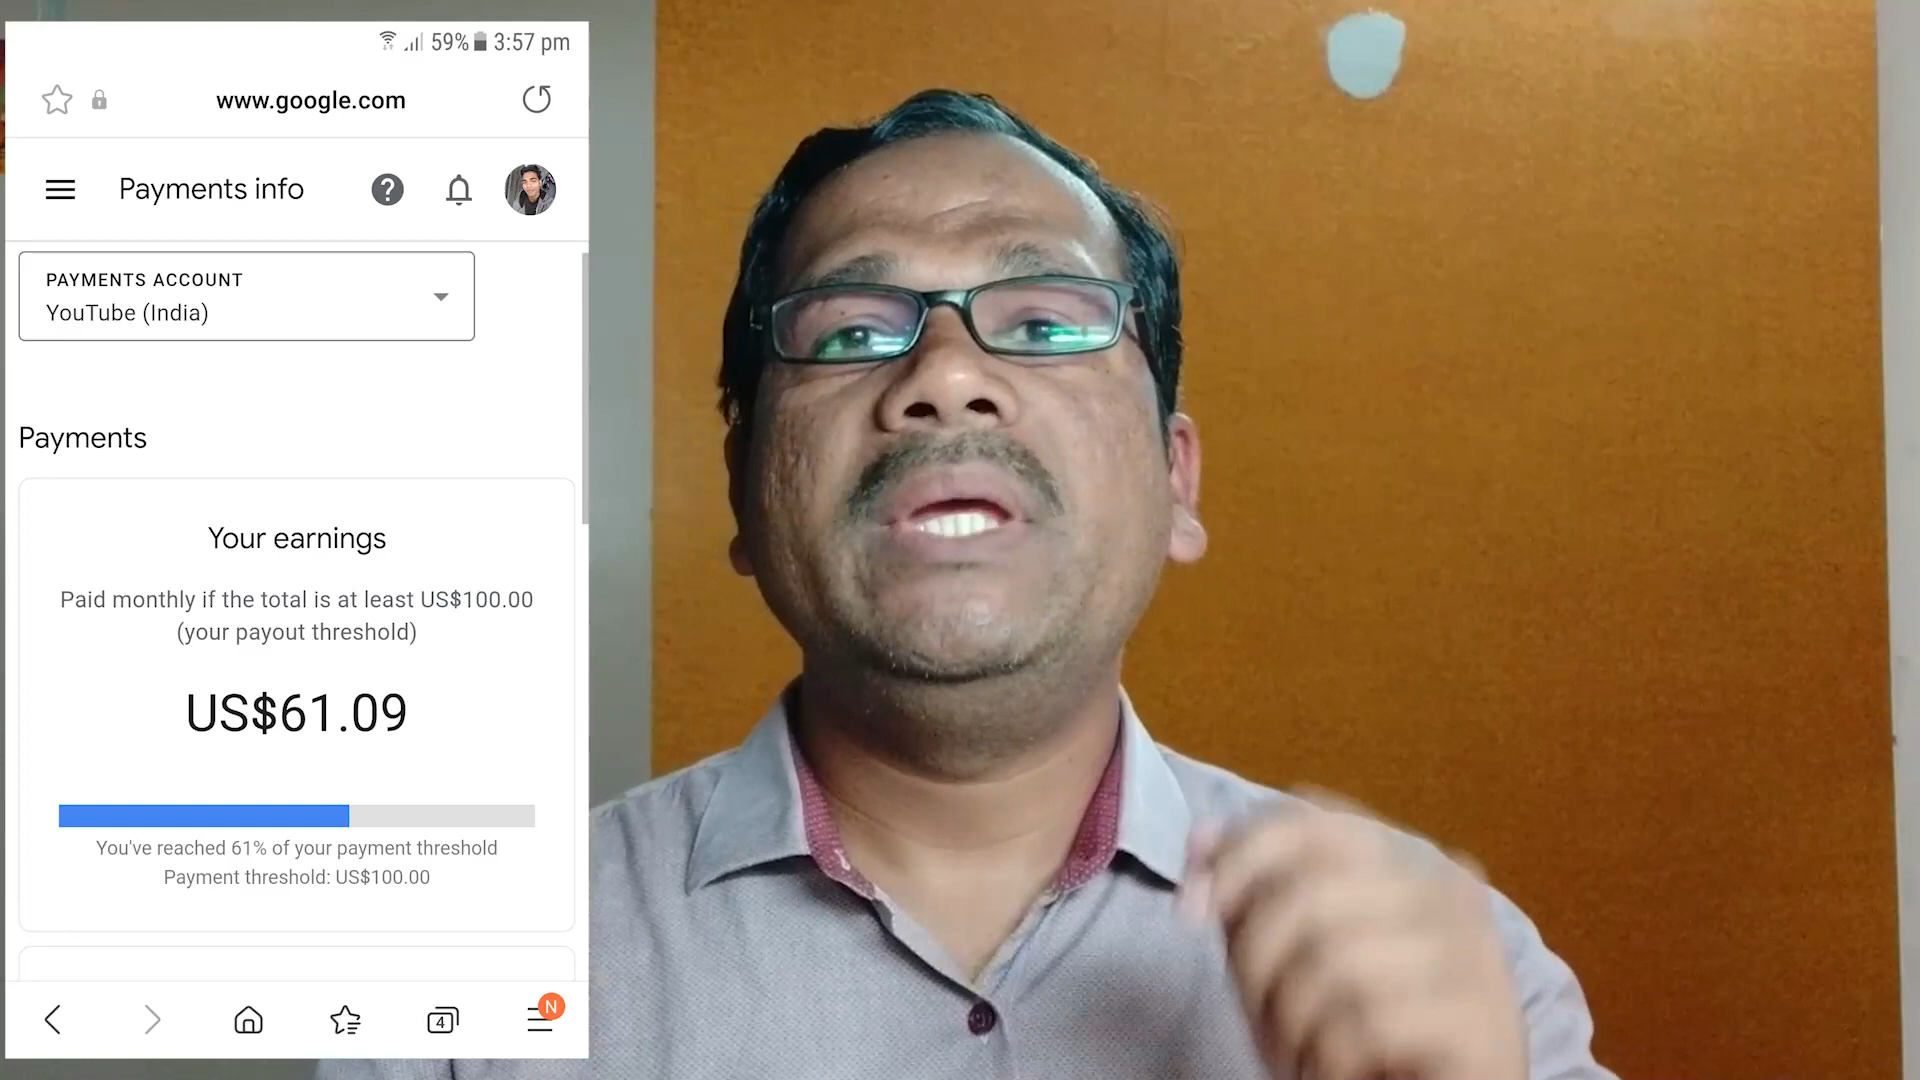 59% 3:57 pm
www.google.com
Payments info
PAYMENTS ACCOUNT
YouTube (India)
Payments
Your earnings
Paid monthly if the total is at least US$100.00
(your payout threshold)
US$61.09
You've reached 61% of your payment threshold
Payment threshold: US$100.00
4
N